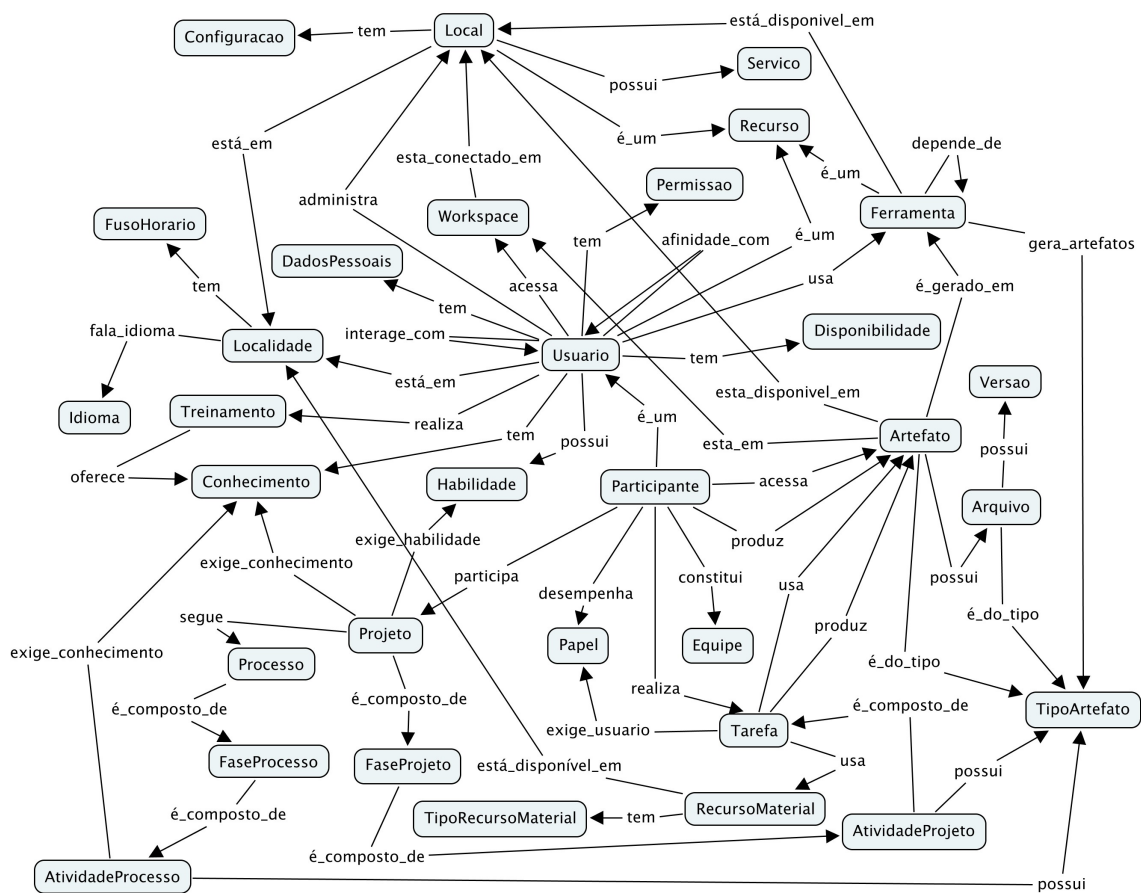 está_disponivel_em
Local
tem
Configuracao
Servico
possui
Recurso
é_um
está_em
depende_de
esta_conectado_em
é_um
Permissao
administra
Workspace
Ferramenta
FusoHorario
tem
afinidade_com
é_um
gera_artefatos
DadosPessoais
usa
acessa
tem
é_gerado_em
tem
fala_idioma
interage_com
Disponibilidade
Localidade
Usuario
tem
está_em
Versao
esta_disponivel_em
Idioma
Treinamento
realiza
é_um
tem
possui
esta_em
Artefato
possui
oferece
Conhecimento
Habilidade
Participante
acessa
Arquivo
exige_habilidade
produz
exige_conhecimento
participa
constitui
possui
usa
desempenha
segue
Projeto
é_do_tipo
produz
Papel
Equipe
exige_conhecimento
Processo
é_do_tipo
realiza
é_composto_de
é_composto_de
é_composto_de
TipoArtefato
exige_usuario
Tarefa
FaseProcesso
FaseProjeto
está_disponível_em
usa
possui
é_composto_de
TipoRecursoMaterial
tem
RecursoMaterial
AtividadeProjeto
é_composto_de
AtividadeProcesso
possui